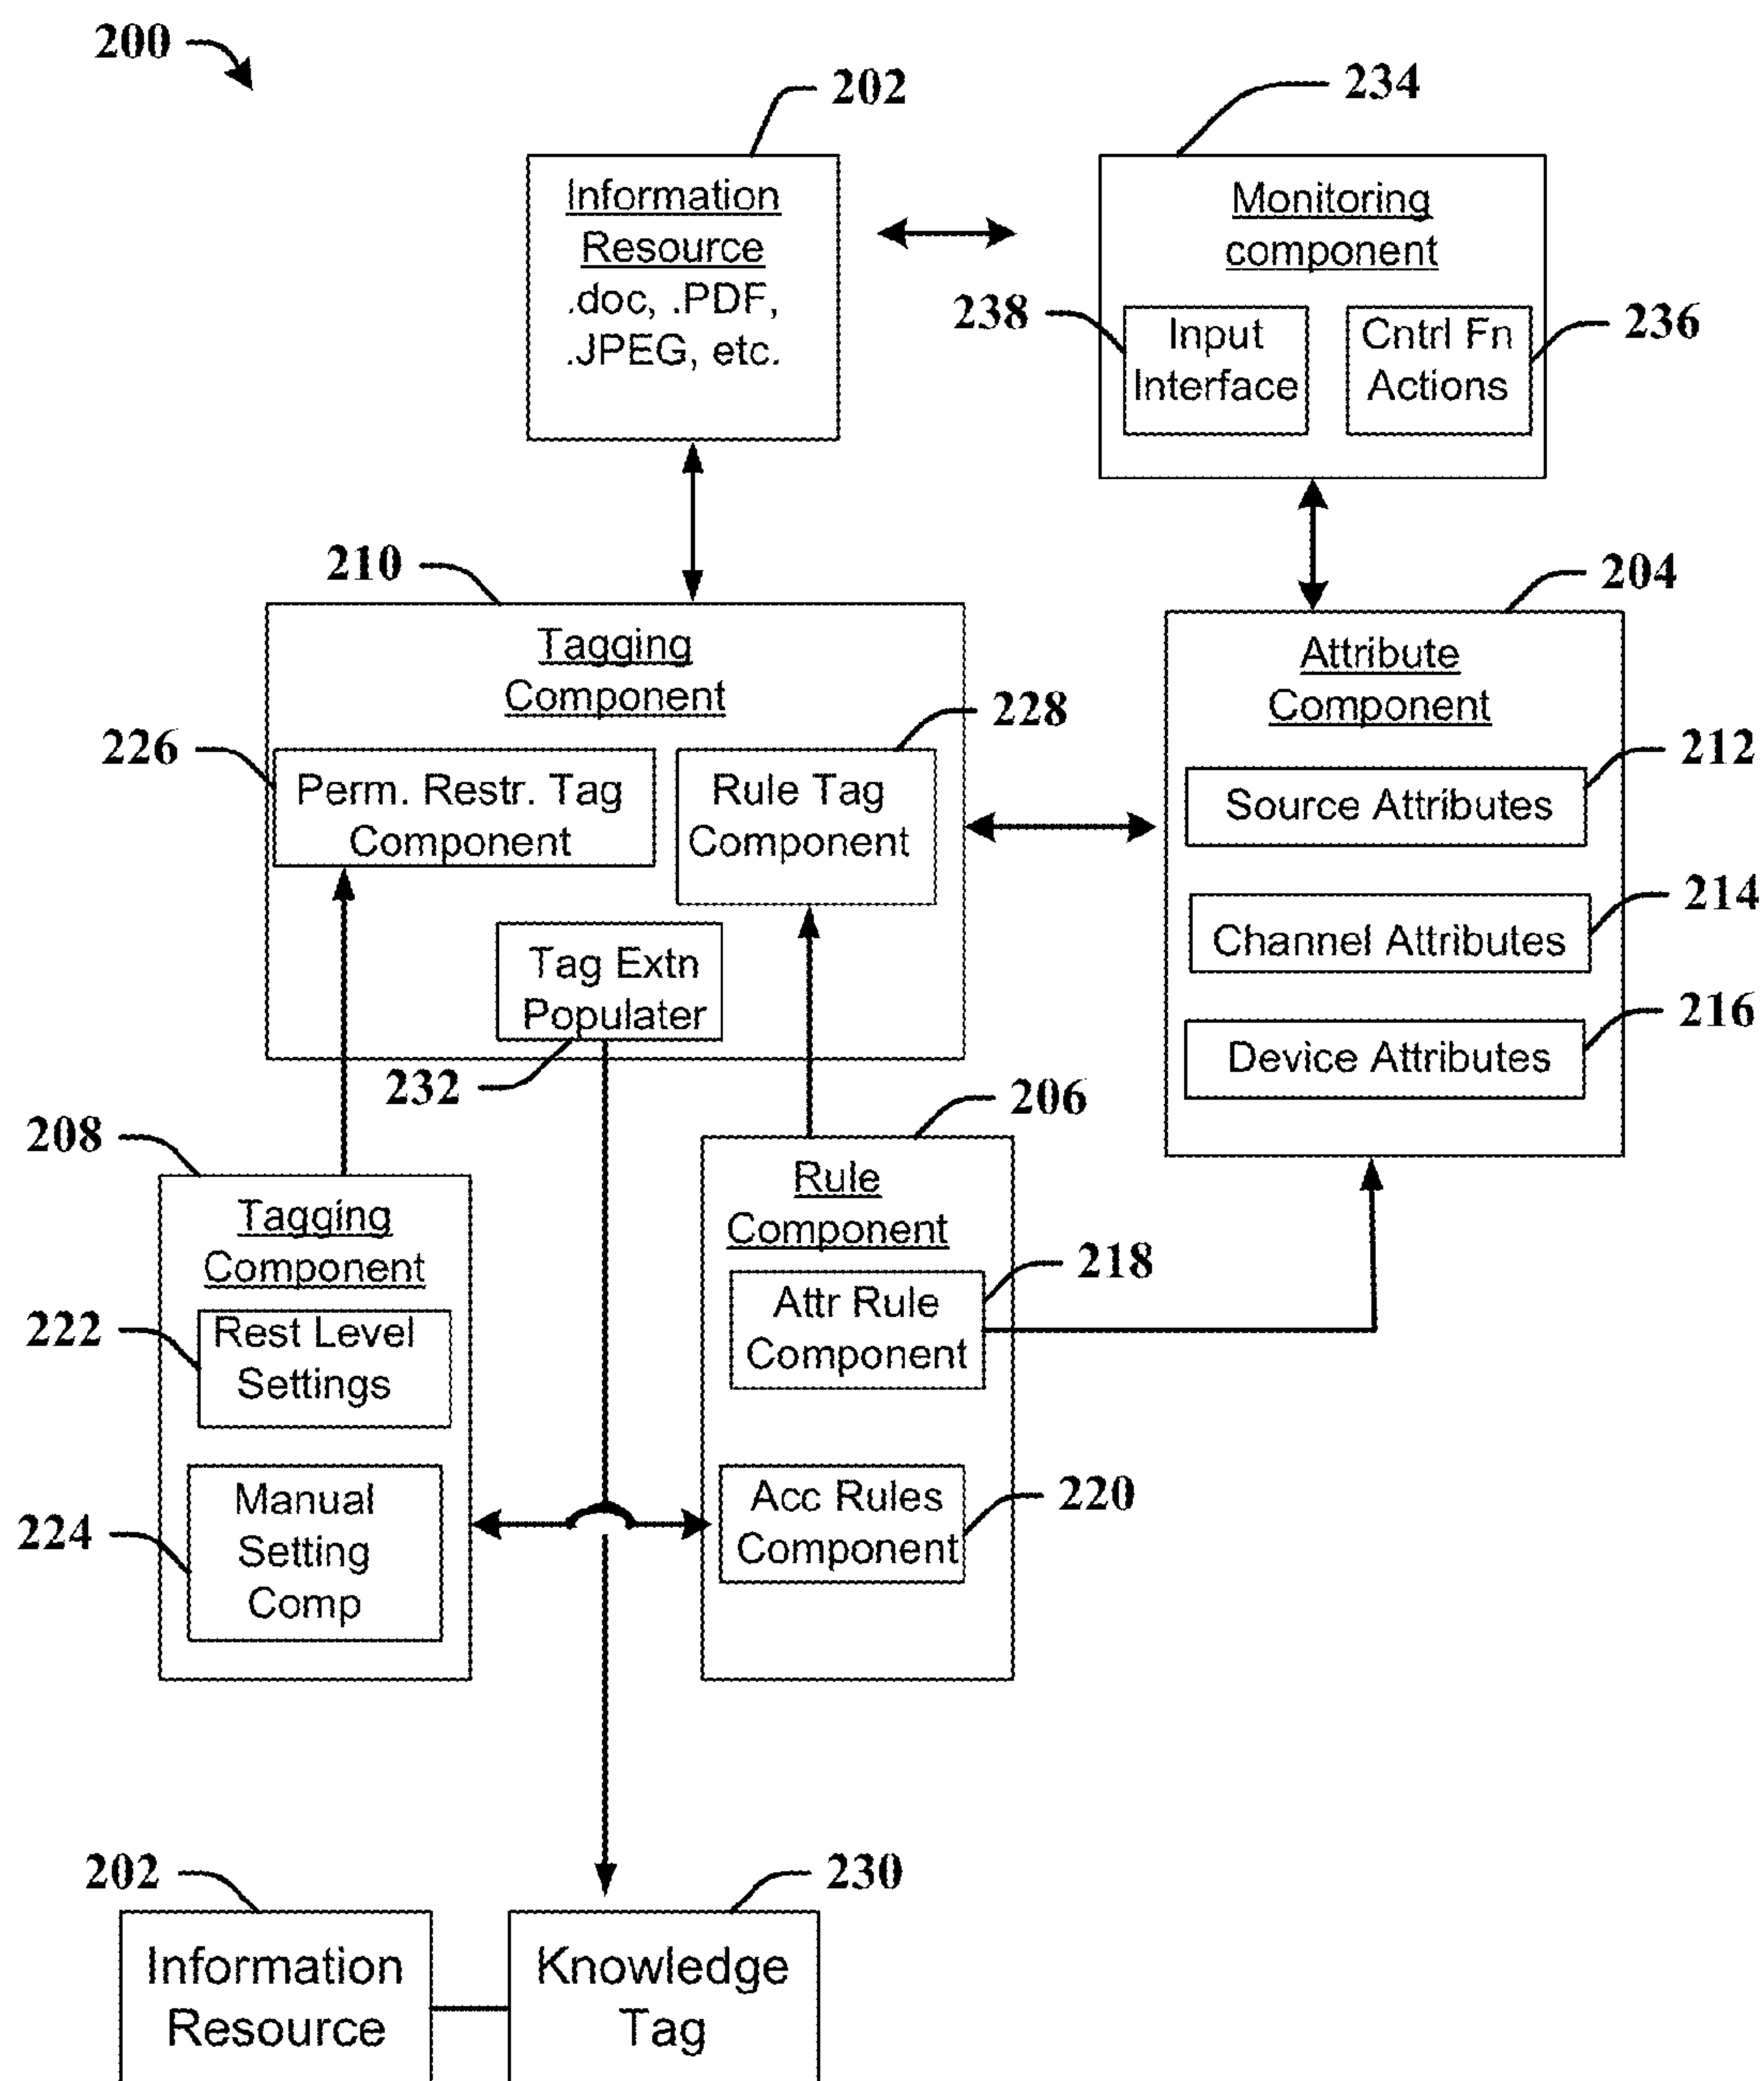 200
202
234
Information
Resource
.doc, .PDF,
.JPEG, etc.
Monitoring
component
238
Input
Interface
Cntrl Fn
Actions
236
210
204
Tagging
Component
Attribute
Component
226
228
Perm. Restr. Tag
Component
Rule Tag
Component
212
Source Attributes
214
Channel Attributes
Tag Extn
Populater
216
Device Attributes
232
206
208
Rule
Component
Tagging
Component
218
Attr Rule
Component
222
Rest Level
Settings
Acc Rules
Component
220
224
Manual
Setting
Comp
202
230
Information
Resource
Knowledge
Tag